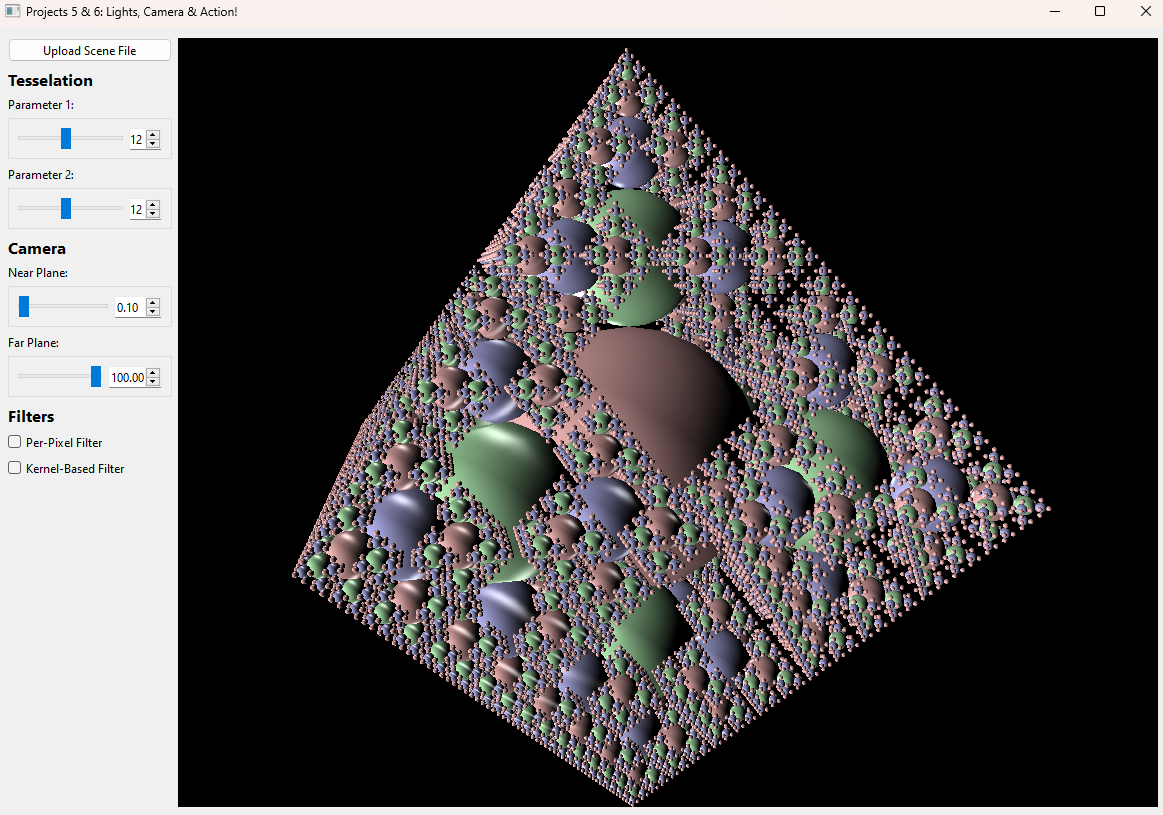 Projects 5 & 6: Lights, Camera & Action!
Upload Scene File
Tesselation
Parameter 1:
12
Parameter 2:
12
Camera
Near Plane:
0.10
Far Plane:
100.00
Filters
Per-Pixel Filter
Kernel-Based Filter